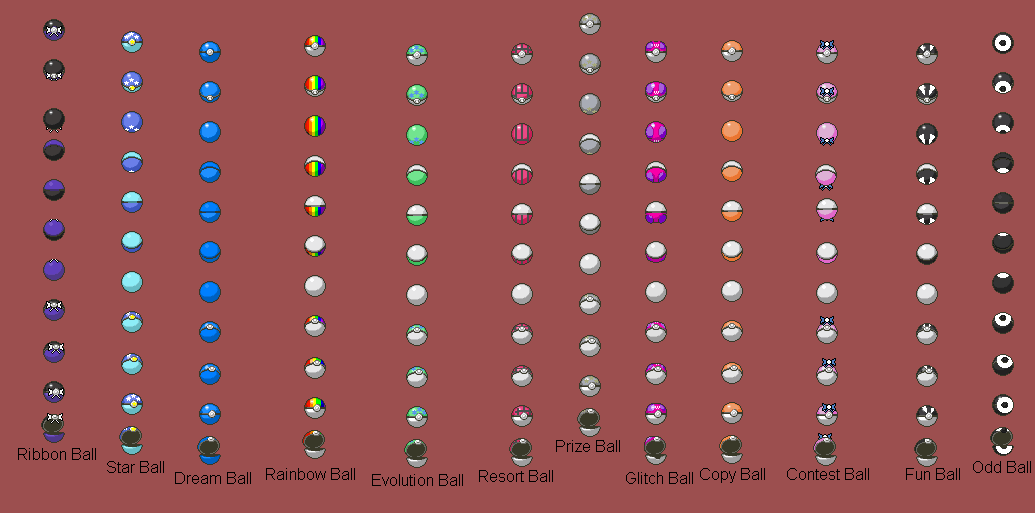 Ribbon Ball
Star Ball
Dream Ball
Rainbow Ball
Evolution Ball
Resort Ball
Prize Ball
Glitch Ball
Copy Ball
Contest Ball
Fun Ball
Odd Ball